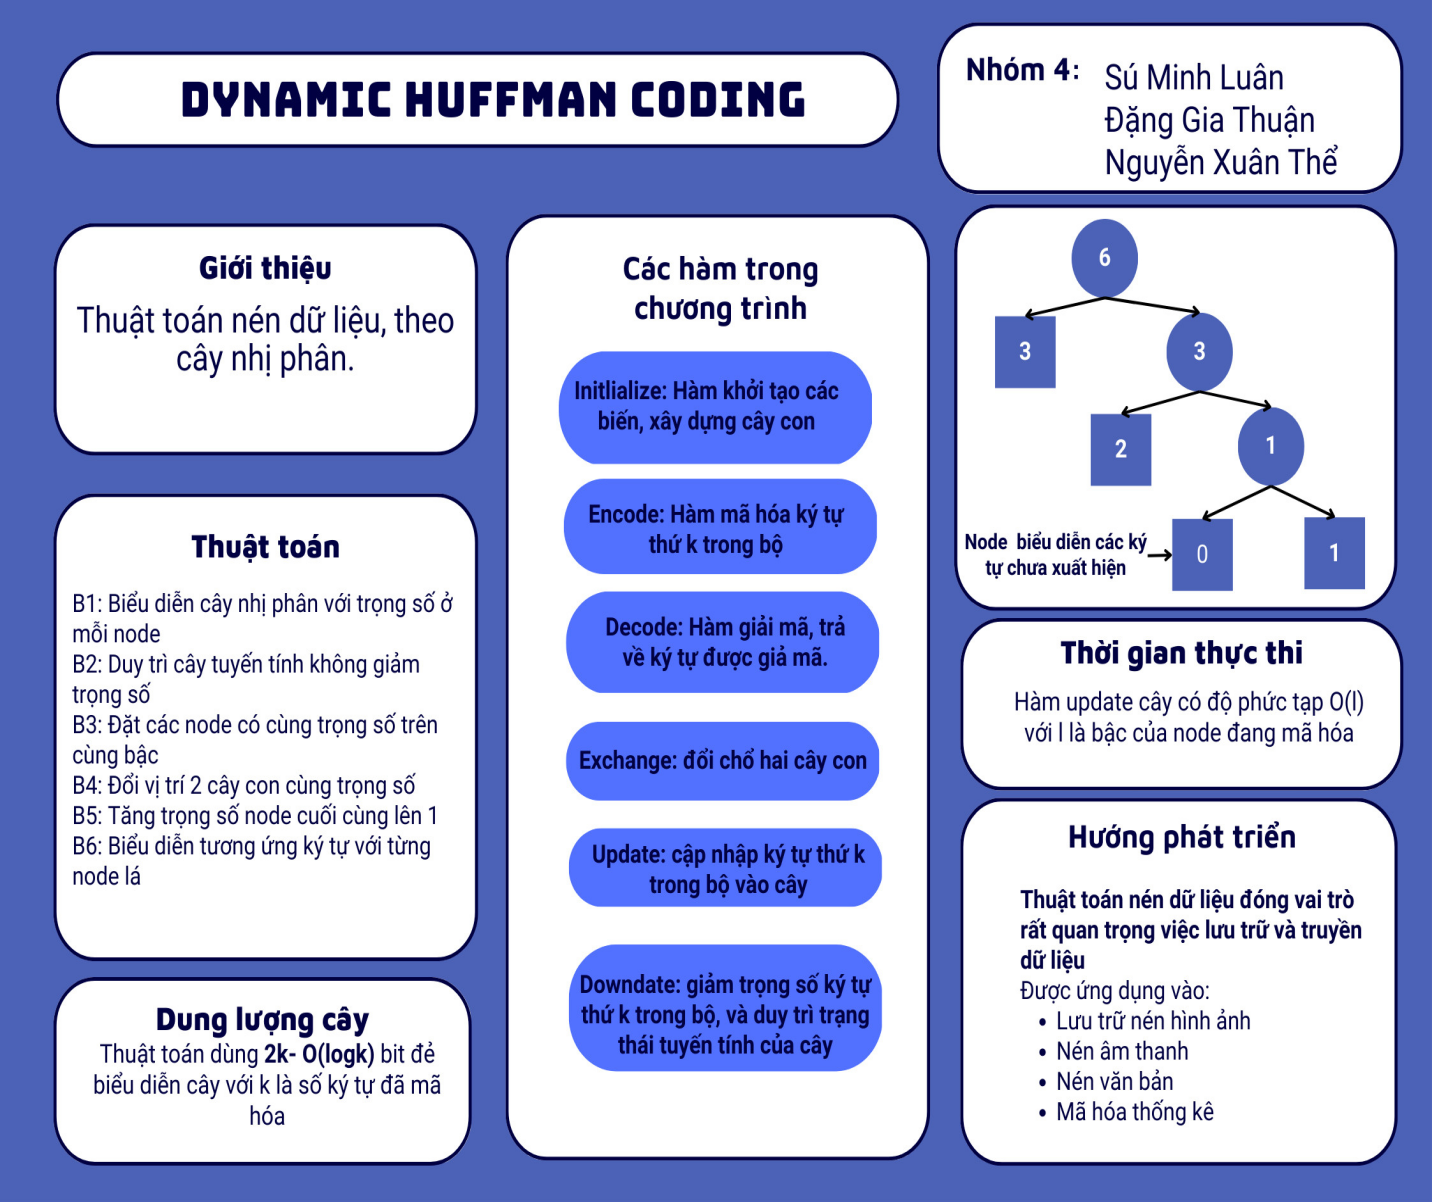 DYNAMIC HUFFMAN CODING
Nhóm 4:
Sú Minh Luân
Đặng Gia Thuận
Nguyễn Xuân Thể
Giới thiệu
Thuật toán nén dữ liệu, theo
cây nhị phân.
Thuật toán
B1: Biểu diễn cây nhị phân với trọng số ở
mỗi node
B2: Duy trì cây tuyến tính không giảm
trọng số
B3: Đặt các node có cùng trọng số trên
cùng bậc
B4: Đổi vị trí 2 cây con cùng trọng số
B5: Tăng trọng số node cuối cùng lên 1
B6: Biểu diễn tương ứng ký tự với từng
node lá
Dung lượng cây
Thuật toán dùng 2k- O(logk) bit đẻ
biểu diễn cây với k là số ký tự đã mã
hóa
Các hàm trong
chương trình
Initlialize: Hàm khởi tạo các
biến, xây dựng cây con
Encode: Hàm mã hóa ký tự
thứ k trong bộ
Decode: Hàm giải mã, trả
về ký tự được giả mã.
Exchange: đổi chổ hai cây con
Update: cập nhập ký tự thứ k
trong bộ vào cây
Downdate: giảm trọng số ký tự
thứ k trong bộ, và duy trì trạng
thái tuyến tính của cây
6
3
3
2
1
0
1
Node biểu diễn các ký
tự chưa xuất hiện
Thời gian thực thi
Hàm update cây có độ phức tạp O(l)
với l là bậc của node đang mã hóa
Hướng phát triển
Thuật toán nén dữ liệu đóng vai trò
rất quan trọng việc lưu trữ và truyền
dữ liệu
Được ứng dụng vào:
• Lưu trữ nén hình ảnh
• Nén âm thanh
• Nén văn bản
• Mã hóa thống kê